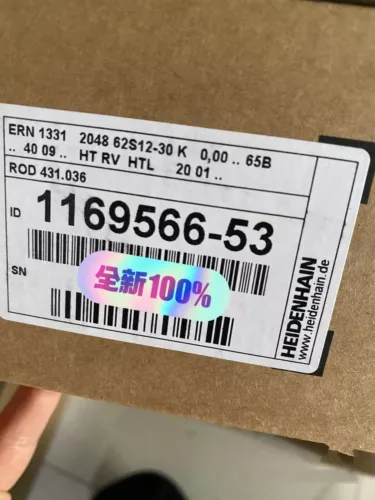 ERN 1331 2048 62S12-30 K 0,00 .. 65B
.. 40 09 .. HT RV HTL 20 01 ..
ROD 431.036
ID 1169566-53
SN
全新100%
HEIDENHAIN
www.heidenhain.de